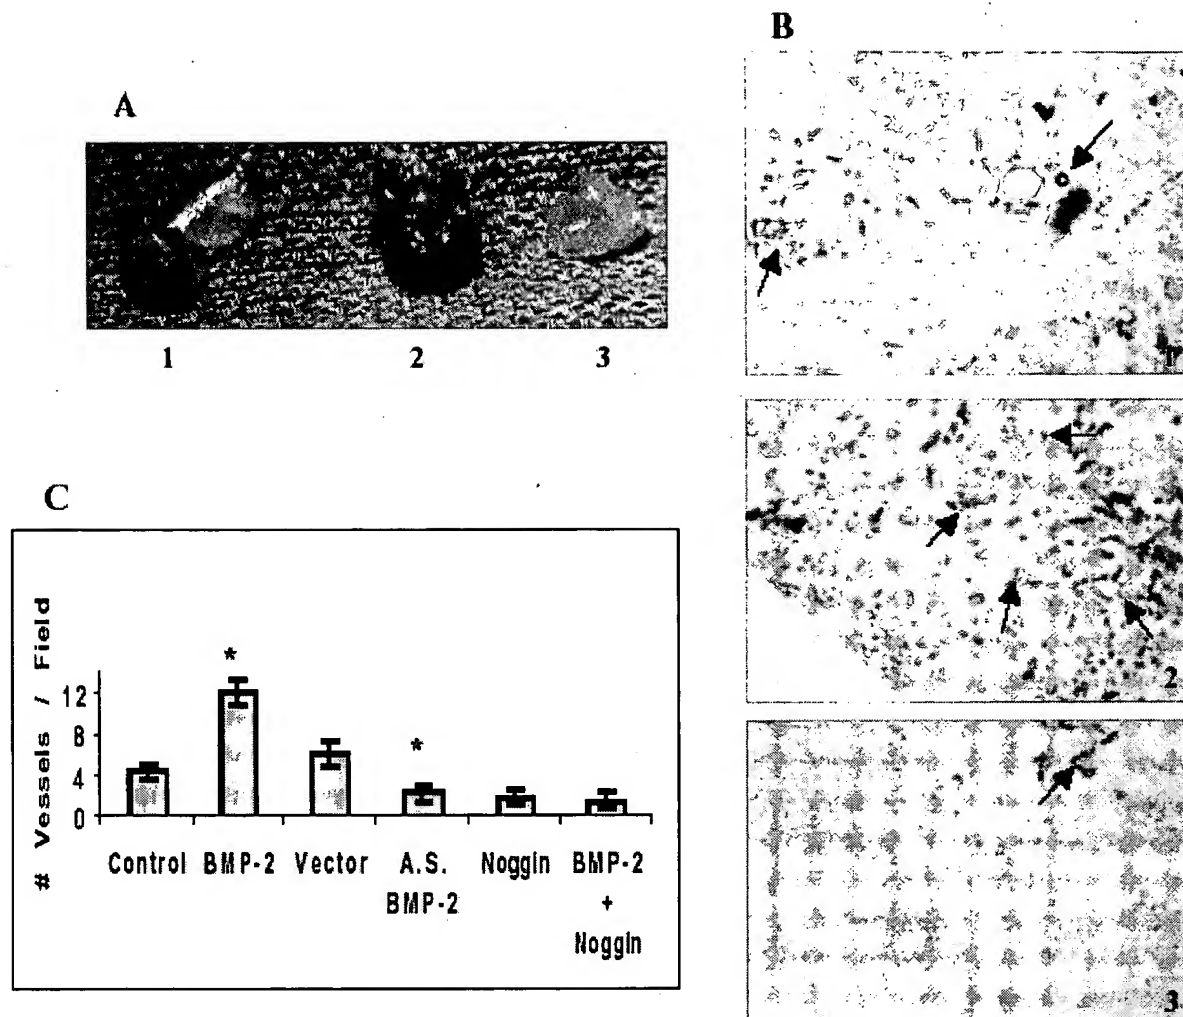 A
1 2 3
B
1
2
3
C
# Vessels / Field
12
8
4
0
*
*
Control BMP-2 Vector A.S. Noggin BMP-2
BMP-2 +
Noggin